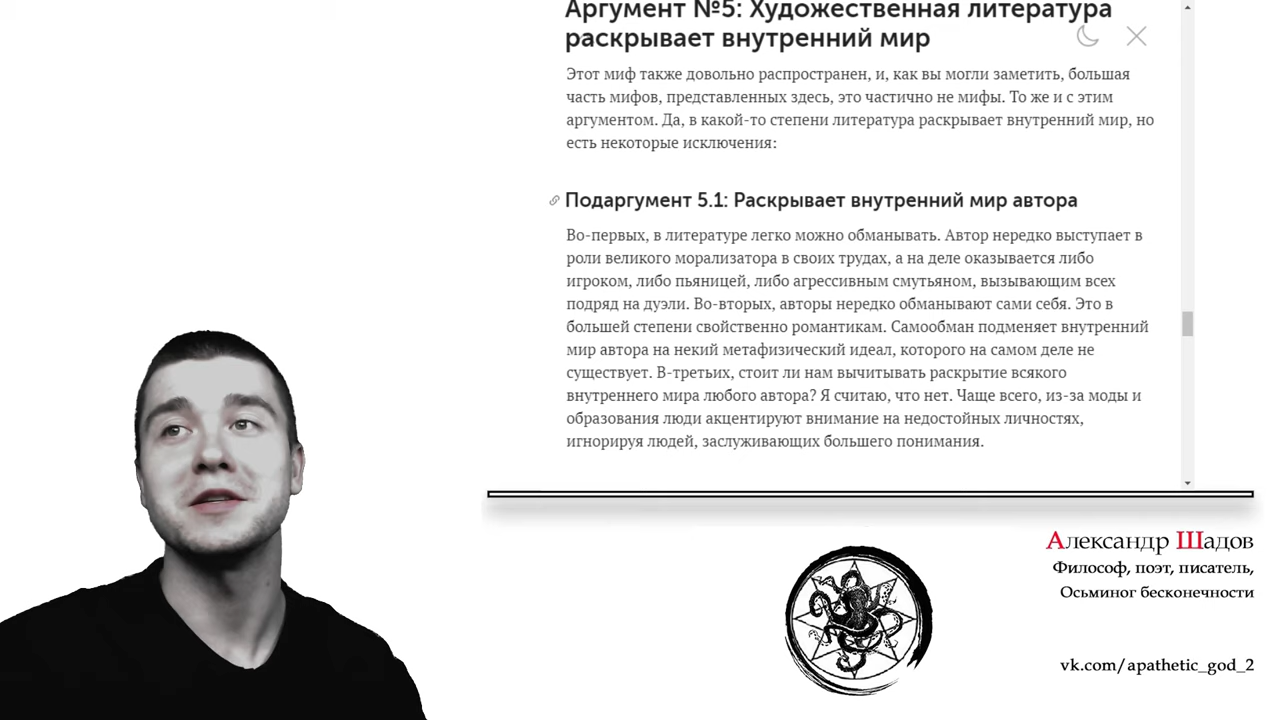 Аргумент №5: Художественная литература
раскрывает внутренний мир
Этот миф также довольно распространен, и, как вы могли заметить, большая
часть мифов, представленных здесь, это частично не мифы. То же и с этим
аргументом. Да, в какой-то степени литература раскрывает внутренний мир, но
есть некоторые исключения:
Подаргумент 5.1: Раскрывает внутренний мир автора
Во-первых, в литературе легко можно обманывать. Автор нередко выступает в
роли великого морализатора в своих трудах, а на деле оказывается либо
игроком, либо пьяницей, либо агрессивным смутьяном, вызывающим всех
подряд на дуэли. Во-вторых, авторы нередко обманывают сами себя. Это в
большей степени свойственно романтикам. Самообман подменяет внутренний
мир автора на некий метафизический идеал, которого на самом деле не
существует. В-третьих, стоит ли нам вычитывать раскрытие всякого
внутреннего мира любого автора? Я считаю, что нет. Чаще всего, из-за моды и
образования люди акцентируют внимание на недостойных личностях,
игнорируя людей, заслуживающих большего понимания.
Александр Шадов
Философ, поэт, писатель,
Осьминог бесконечности
vk.com/apathetic_god_2